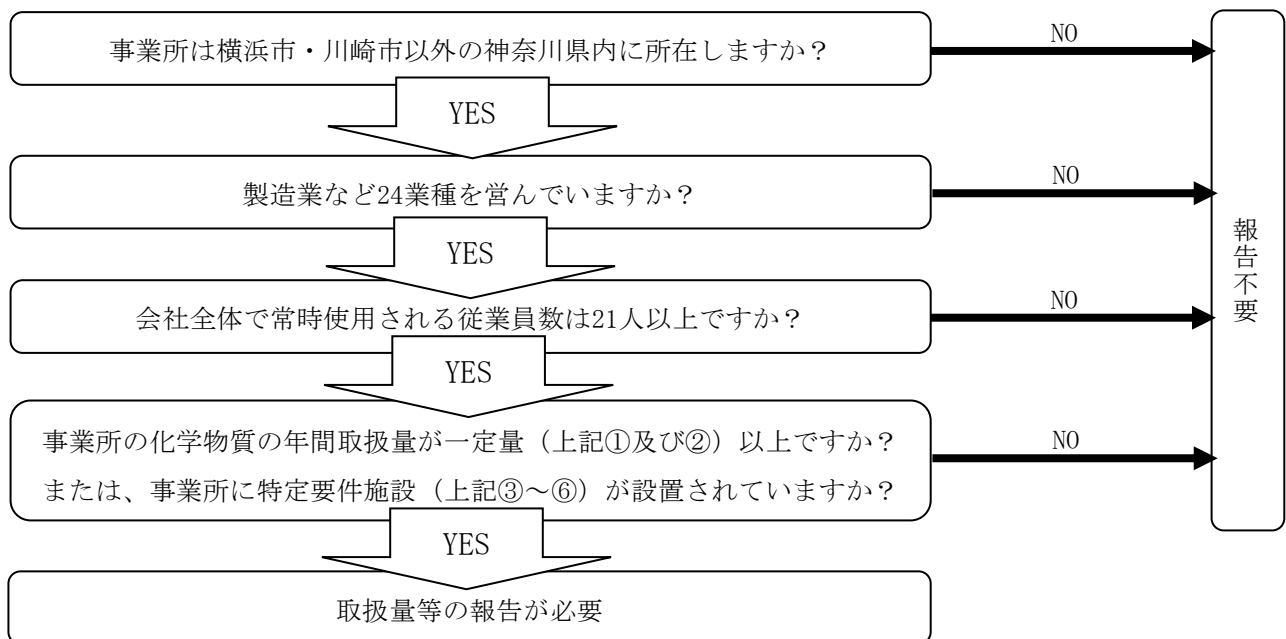 事業所は横浜市・川崎市以外の神奈川県内に所在しますか？
NO
YES
製造業など24業種を営んでいますか？
NO
YES
会社全体で常時使用される従業員数は21人以上ですか？
NO
YES
事業所の化学物質の年間取扱量が一定量（上記①及び②）以上ですか？
または、事業所に特定要件施設（上記③～⑥）が設置されていますか？
NO
YES
取扱量等の報告が必要
報告不要